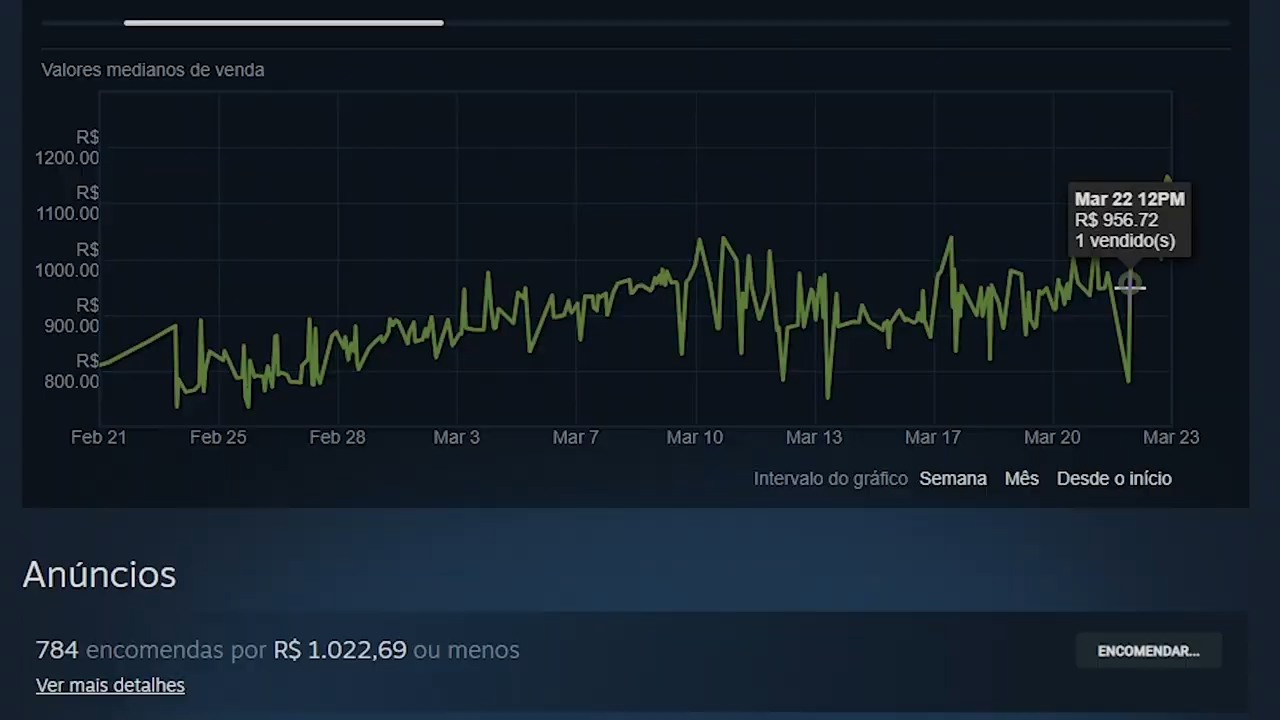 Valores medianos de venda
R$
1200.00
R$
1100.00
R$
1000.00
R$
900.00
R$
800.00
Mar 22 12PM
R$ 956.72
1 vendido(s)
Feb 21 Feb 25 Feb 28 Mar 3 Mar 7 Mar 10 Mar 13 Mar 17 Mar 20 Mar 23
Intervalo do gráfico Semana Mês Desde o início
Anúncios
784 encomendas por R$ 1.022,69 ou menos
ENCOMENDAR...
Ver mais detalhes